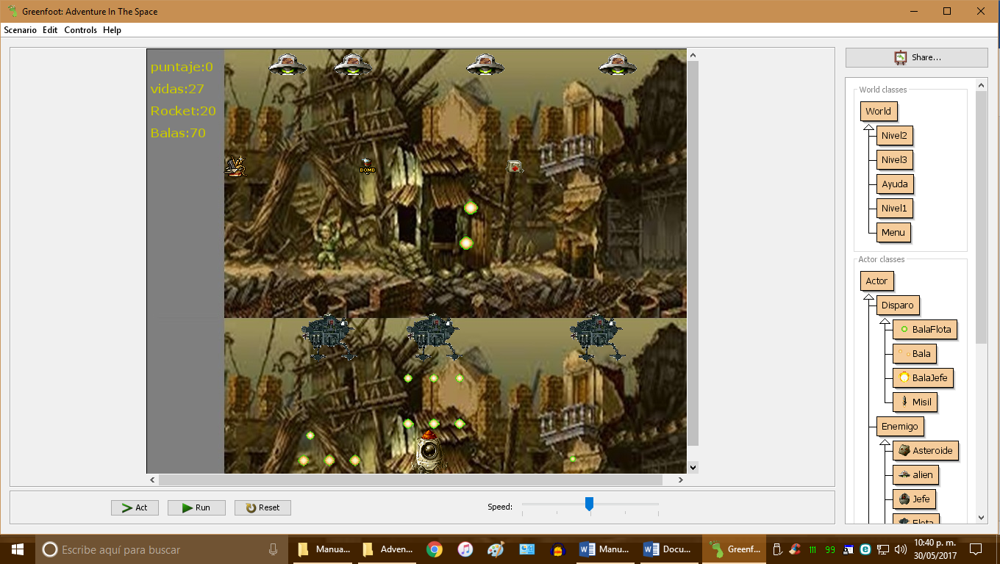 Greenfoot: Adventure In The Space
Scenario Edit Controls Help
puntaje:0
vidas:27
Rocket:20
Balas:70
BOMB
Share...
World classes
World
Nivel2
Nivel3
Ayuda
Nivel1
Menu
Actor classes
Actor
Disparo
BalaFlota
Bala
BalaJefe
Misil
Enemigo
Asteroide
alien
Jefe
Flota
Act Run Reset Speed:
Escribe aquí para buscar
Manua... Adven... Manu... Docu... Greenf...
99
10:40 p. m.
30/05/2017